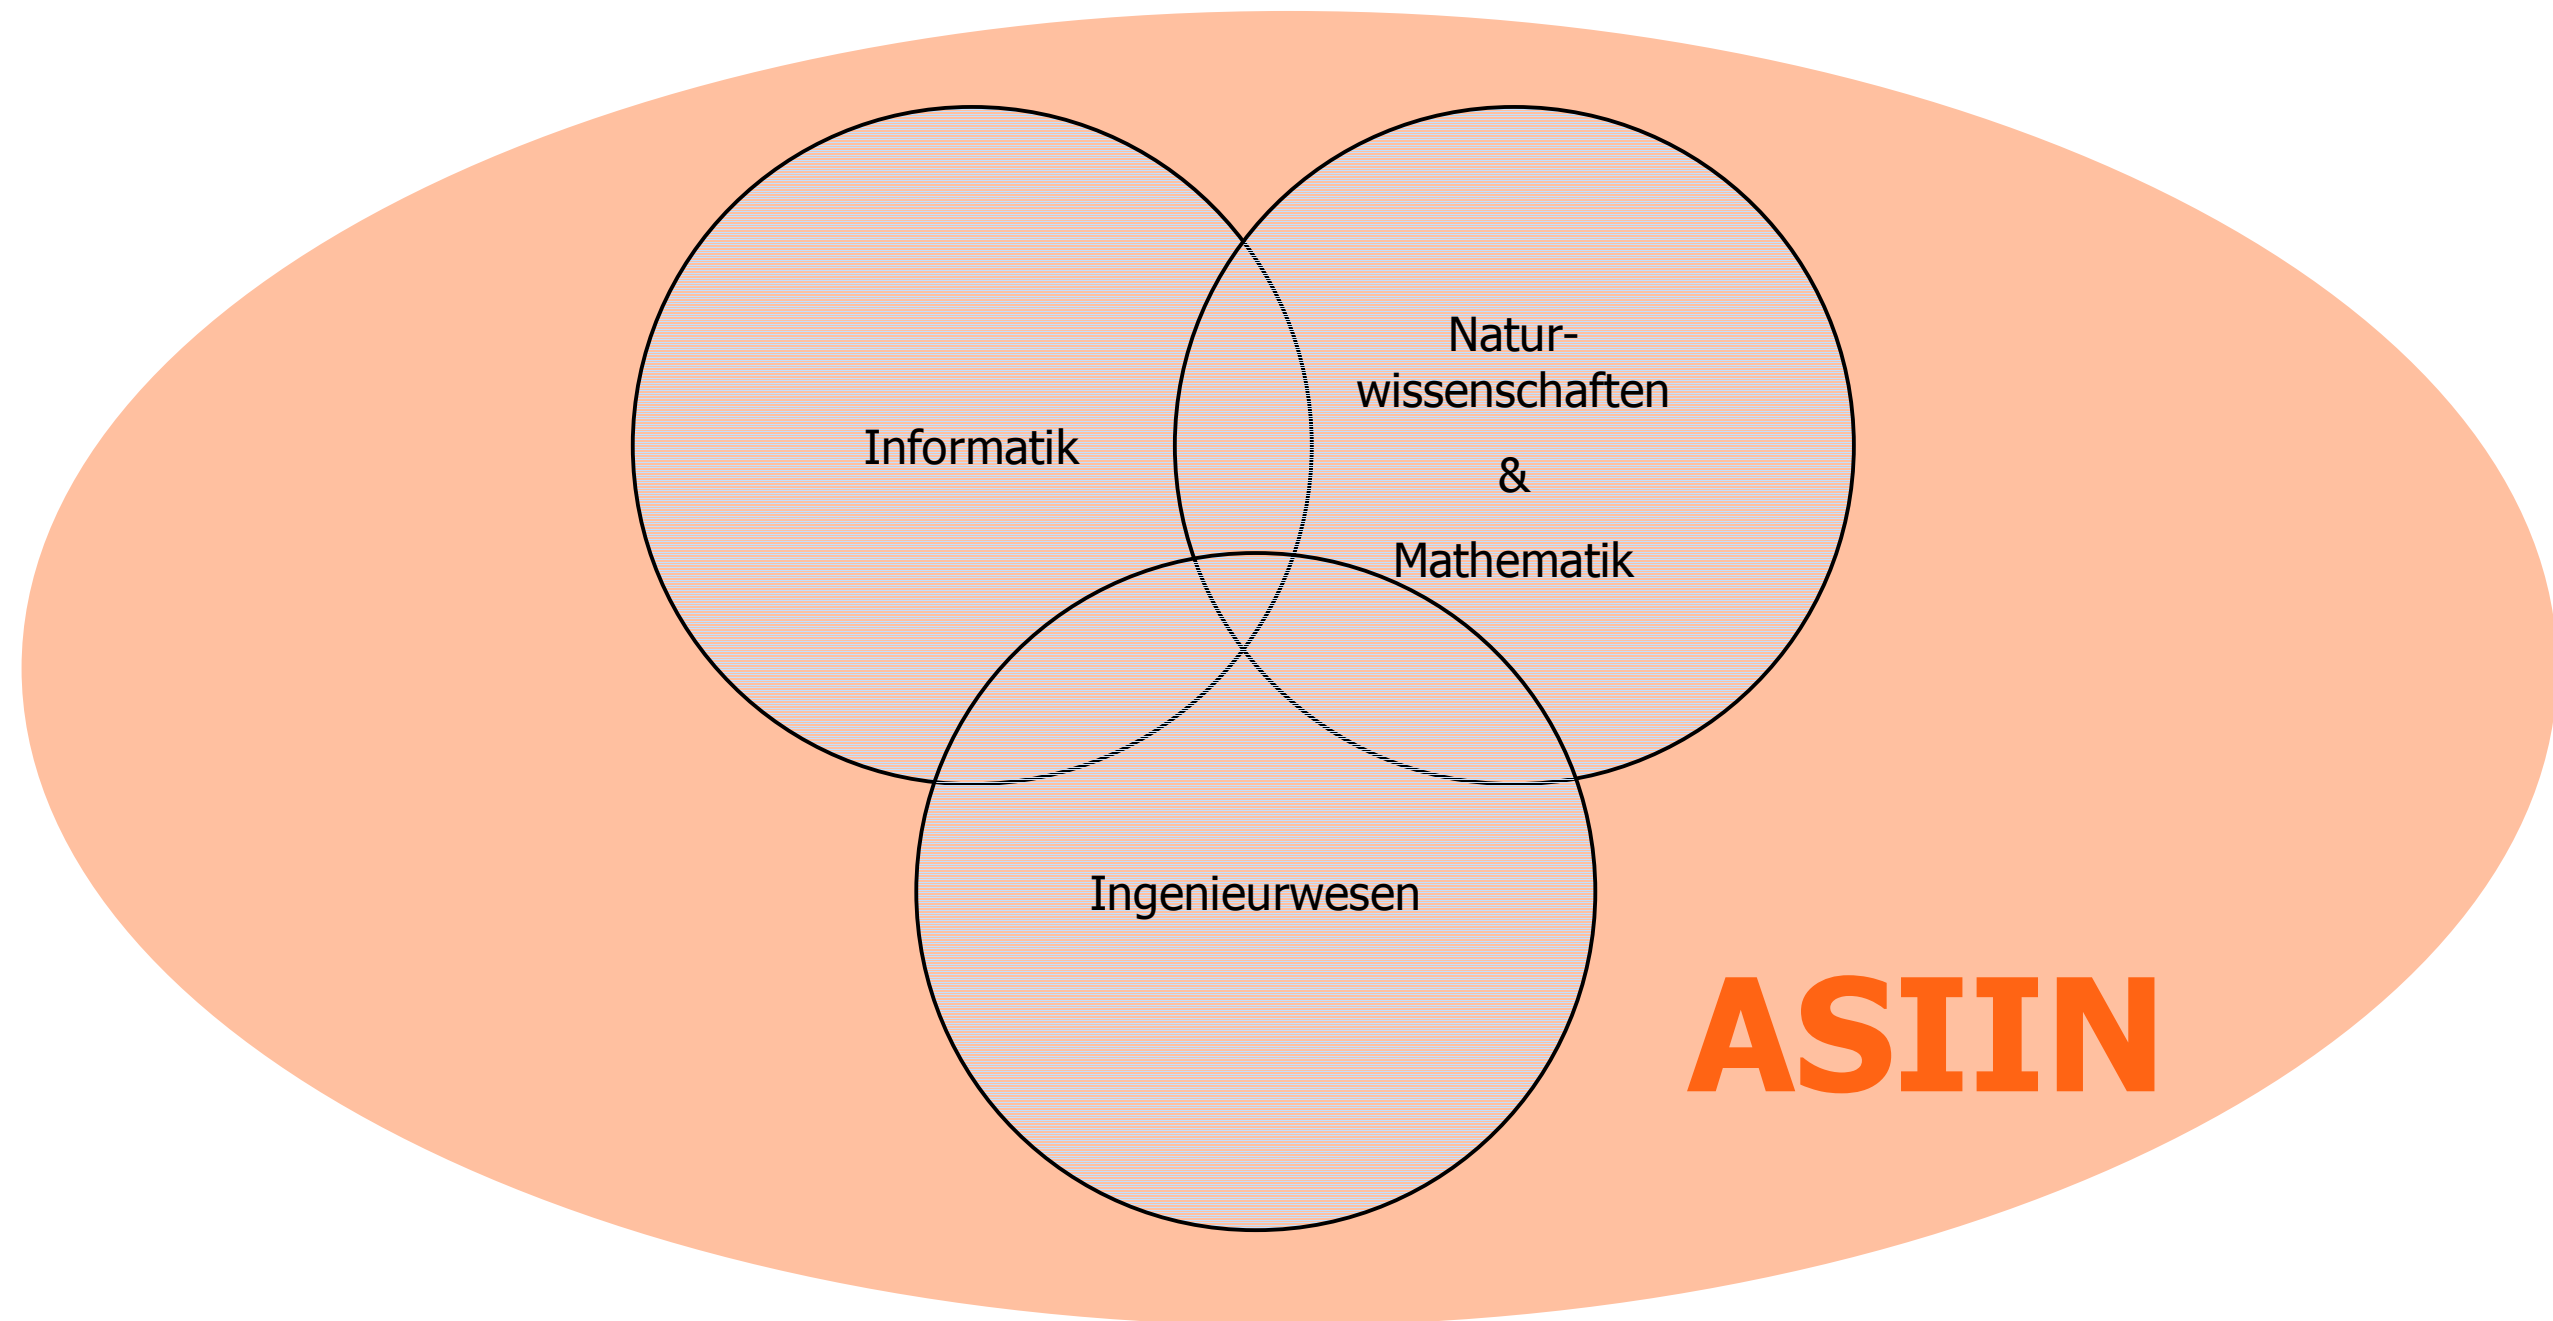 Informatik
Natur-
wissenschaften
&
Mathematik
Ingenieurwesen
ASIIN